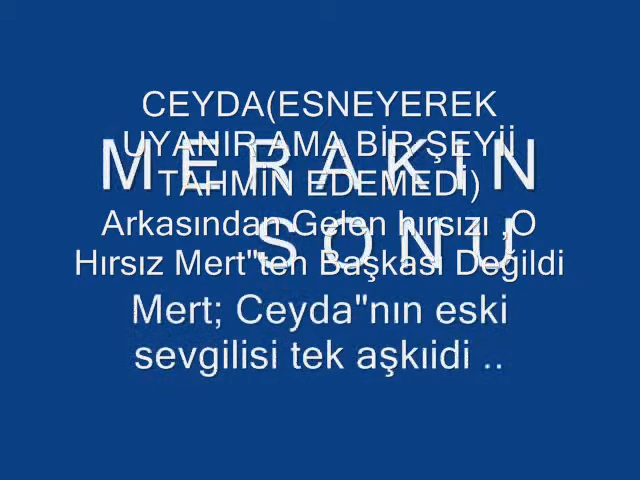 CEYDA(ESNEYEREK
UYANIR AMA BİR ŞEYİ
TAHMİN EDEMEDİ)
MERAKIN
Arkasından Gelen hırsızı ,O
SONU
Hırsız Mert"ten Başkası Değildi
Mert; Ceyda"nın eski
sevgilisi tek aşkıidi ..